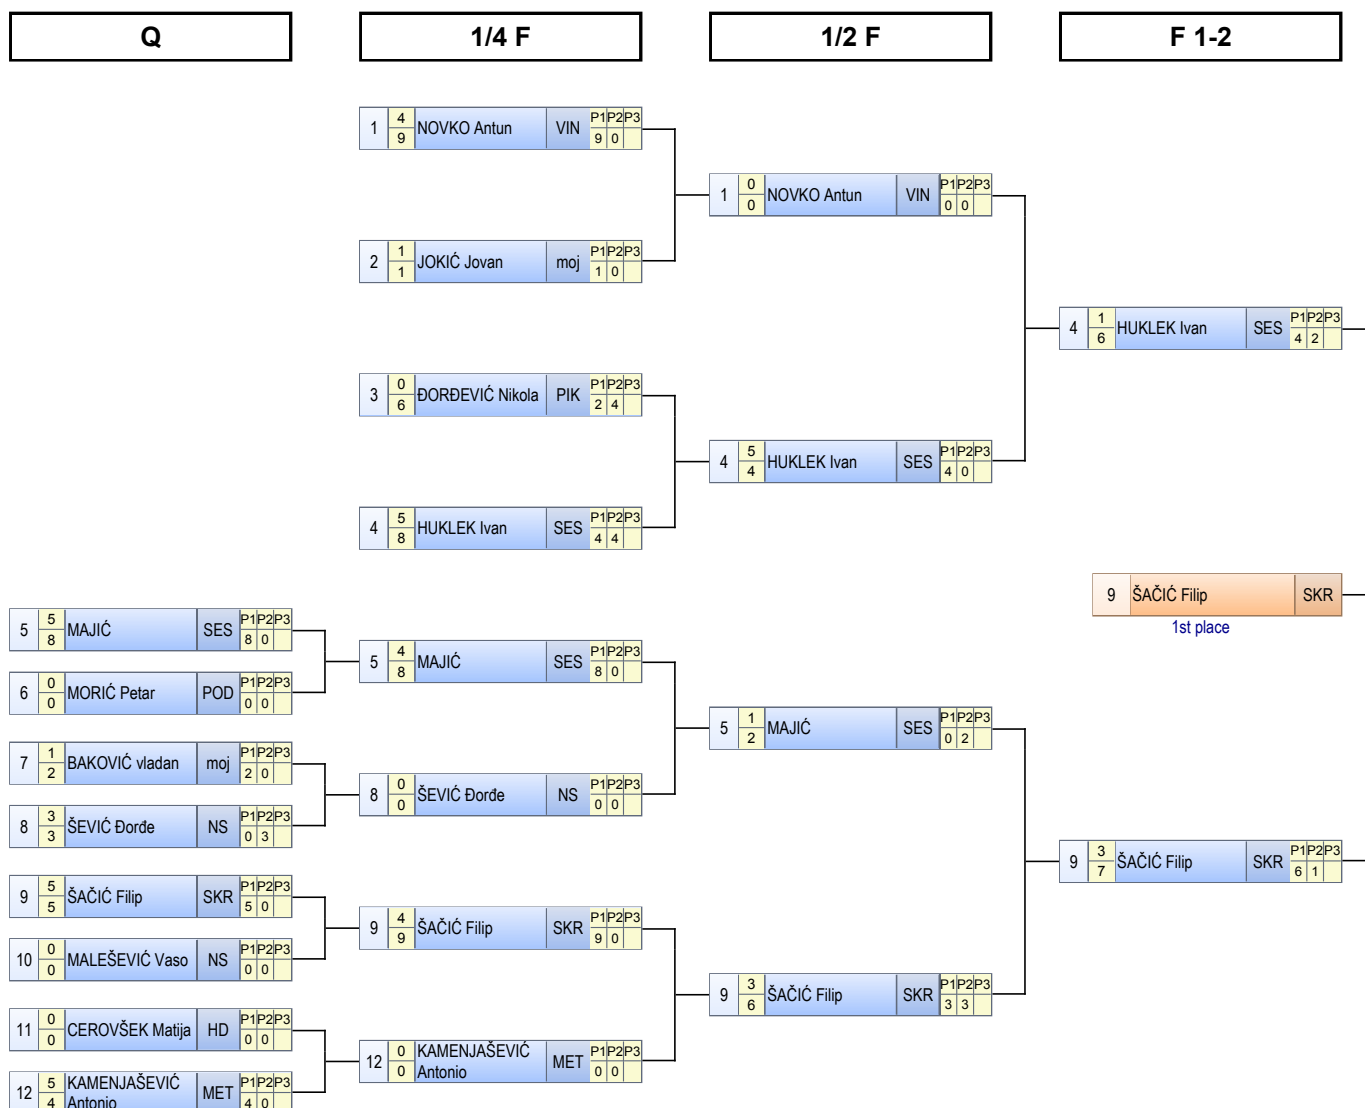 Q
1/4 F
1/2 F
F 1-2
1 4 9 NOVKO Antun VIN P1 P2 P3 9 0
2 1 1 JOKIĆ Jovan moj P1 P2 P3 1 0
3 0 6 ĐORĐEVIĆ Nikola PIK P1 P2 P3 2 4
4 5 8 HUKLEK Ivan SES P1 P2 P3 4 4
1 0 0 NOVKO Antun VIN P1 P2 P3 0 0
4 5 4 HUKLEK Ivan SES P1 P2 P3 4 0
4 1 6 HUKLEK Ivan SES P1 P2 P3 4 2
9 ŠAČIĆ Filip SKR
1st place
5 5 8 MAJIĆ SES P1 P2 P3 8 0
6 0 0 MORIĆ Petar POD P1 P2 P3 0 0
7 1 2 BAKOVIĆ vladan moj P1 P2 P3 2 0
8 3 3 ŠEVIĆ Đorđe NS P1 P2 P3 0 3
9 5 5 ŠAČIĆ Filip SKR P1 P2 P3 5 0
10 0 0 MALEŠEVIĆ Vaso NS P1 P2 P3 0 0
11 0 0 CEROVŠEK Matija HD P1 P2 P3 0 0
12 5 4 KAMENJAŠEVIĆ Antonio MET P1 P2 P3 4 0
5 4 8 MAJIĆ SES P1 P2 P3 8 0
8 0 0 ŠEVIĆ Đorđe NS P1 P2 P3 0 0
9 4 9 ŠAČIĆ Filip SKR P1 P2 P3 9 0
12 0 0 KAMENJAŠEVIĆ Antonio MET P1 P2 P3 0 0
5 1 2 MAJIĆ SES P1 P2 P3 0 2
9 3 6 ŠAČIĆ Filip SKR P1 P2 P3 3 3
9 3 7 ŠAČIĆ Filip SKR P1 P2 P3 6 1